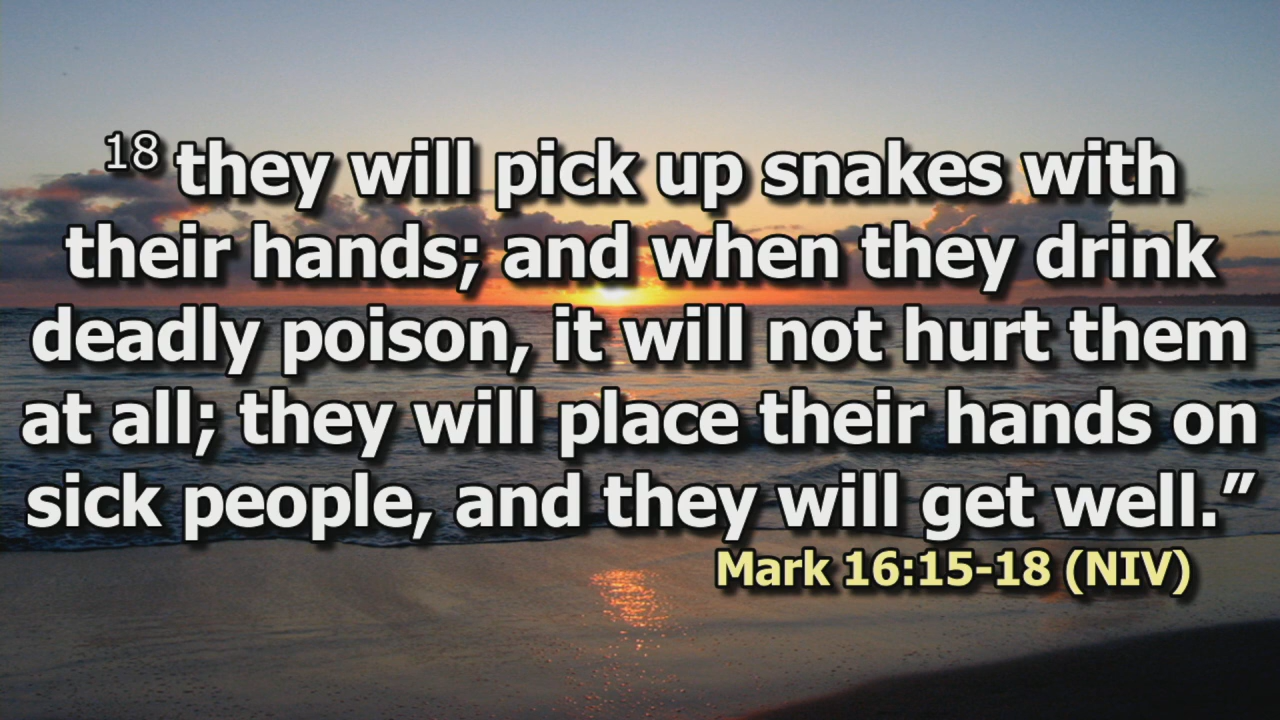 18 they will pick up snakes with
their hands; and when they drink
deadly poison, it will not hurt them
at all; they will place their hands on
sick people, and they will get well.”
Mark 16:15-18 (NIV)